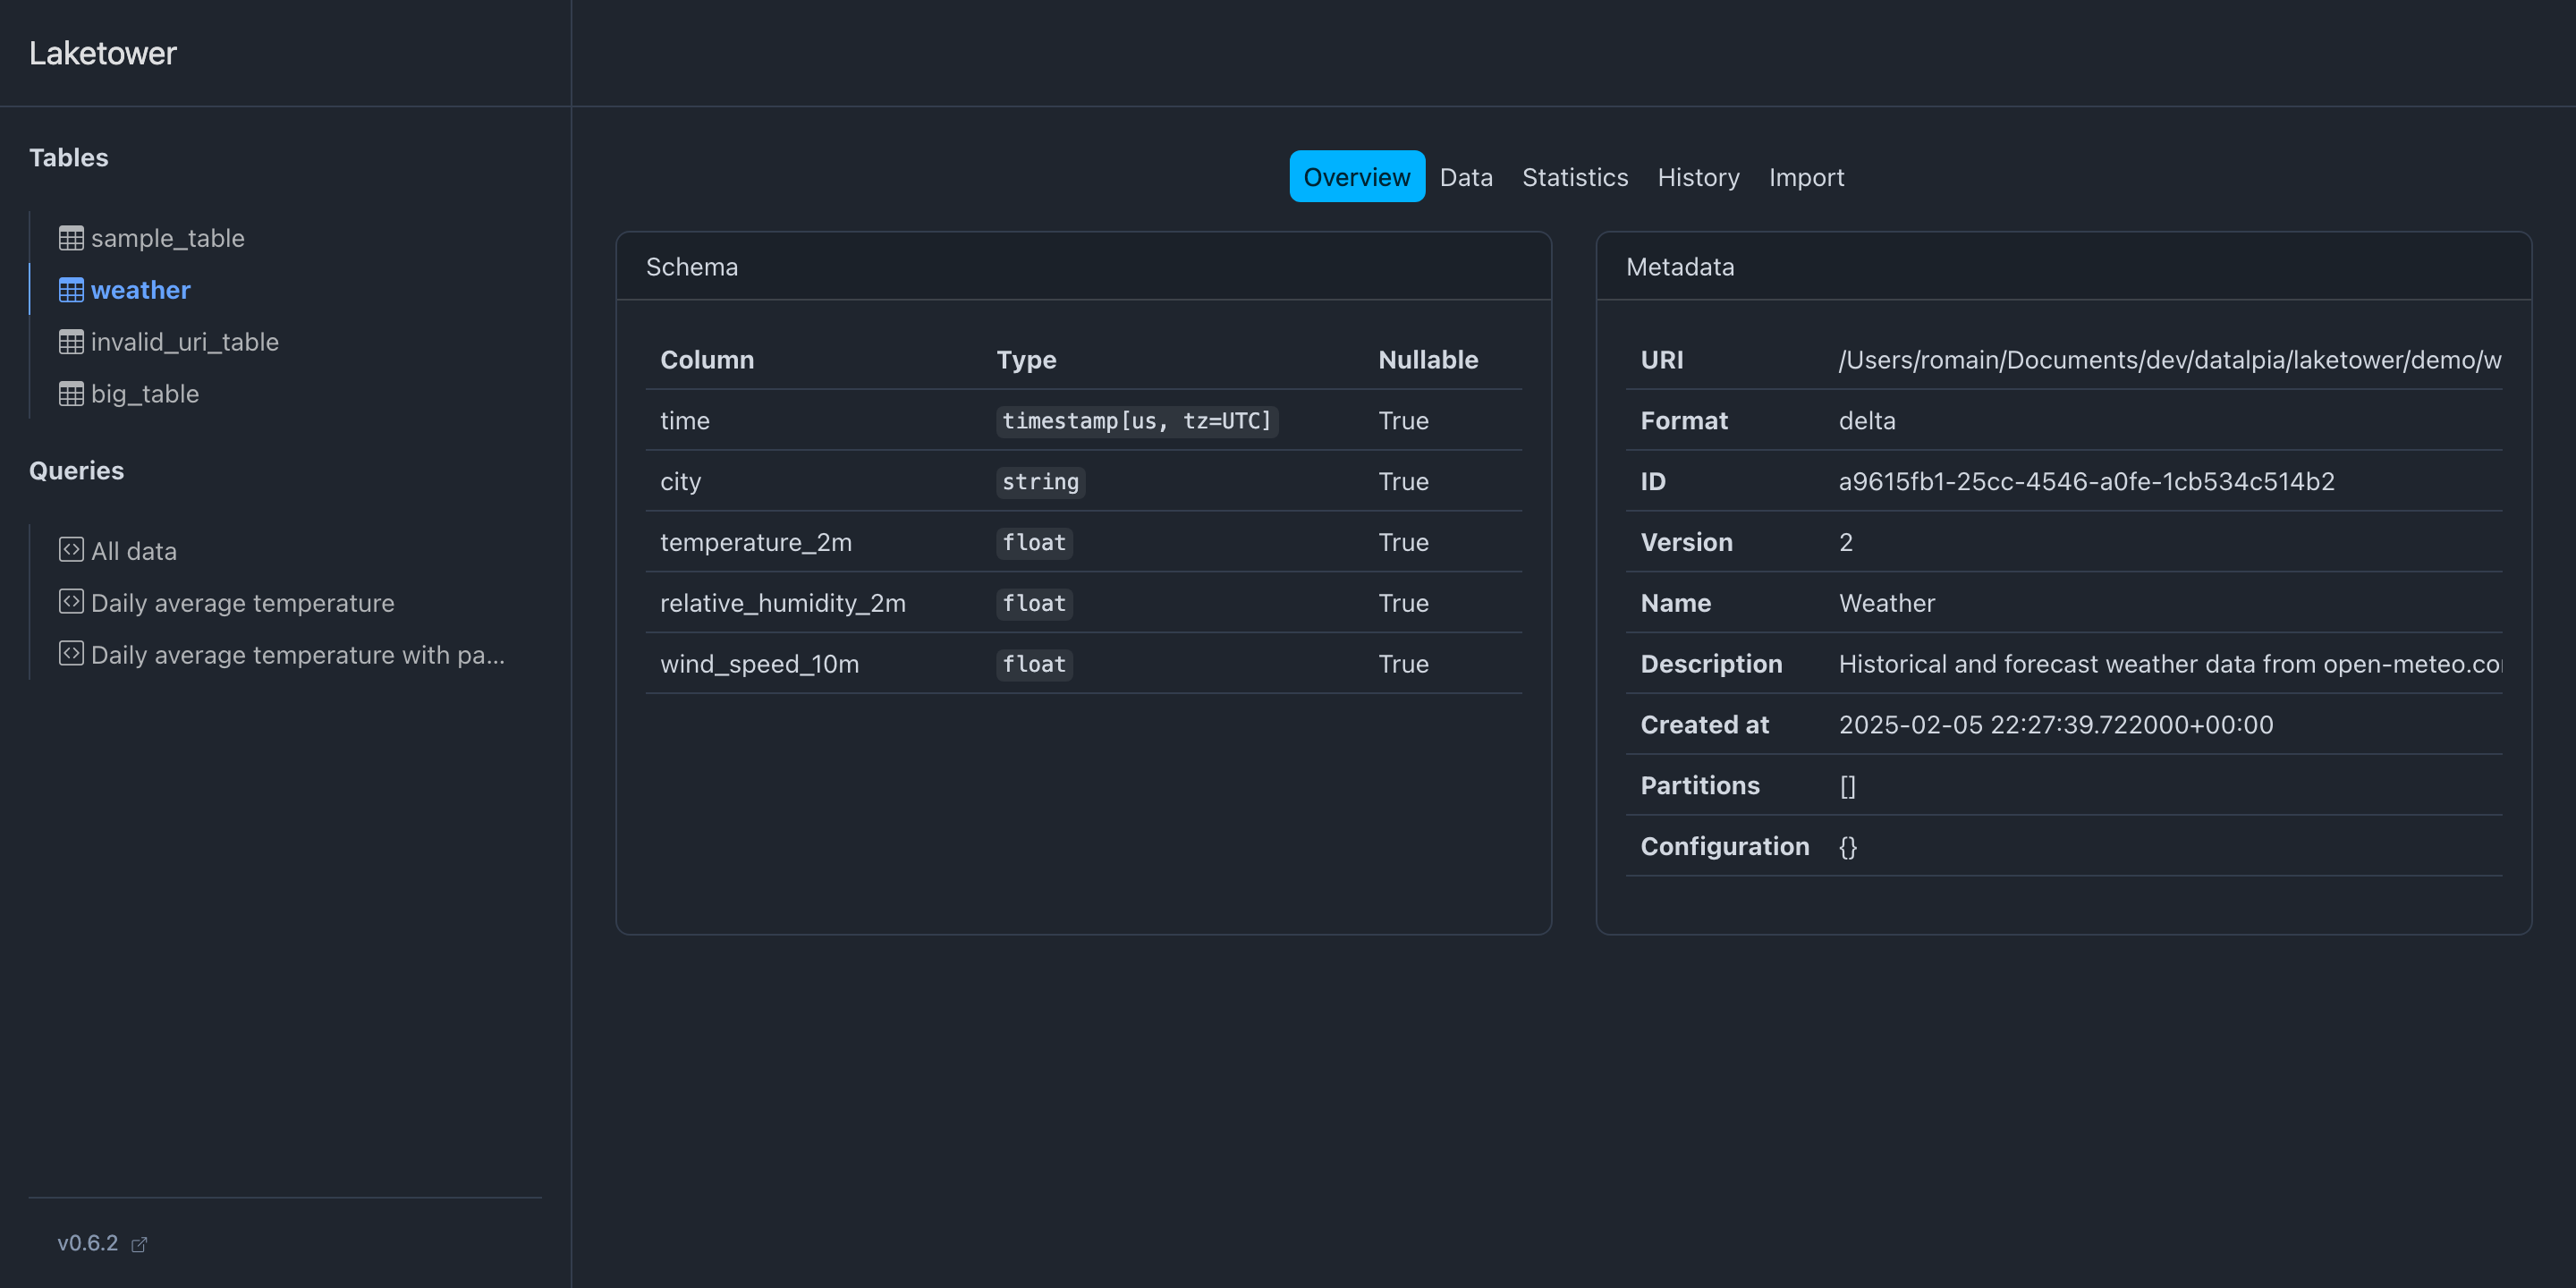 Laketower
Tables
sample_table
weather
invalid_uri_table
big_table
Queries
All data
Daily average temperature
Daily average temperature with pa...
v0.6.2
Overview Data Statistics History Import
Schema
Column Type Nullable
time timestamp[us, tz=UTC] True
city string True
temperature_2m float True
relative_humidity_2m float True
wind_speed_10m float True
Metadata
URI /Users/romain/Documents/dev/datalpia/laketower/demo/w
Format delta
ID a9615fb1-25cc-4546-a0fe-1cb534c514b2
Version 2
Name Weather
Description Historical and forecast weather data from open-meteo.co
Created at 2025-02-05 22:27:39.722000+00:00
Partitions []
Configuration {}